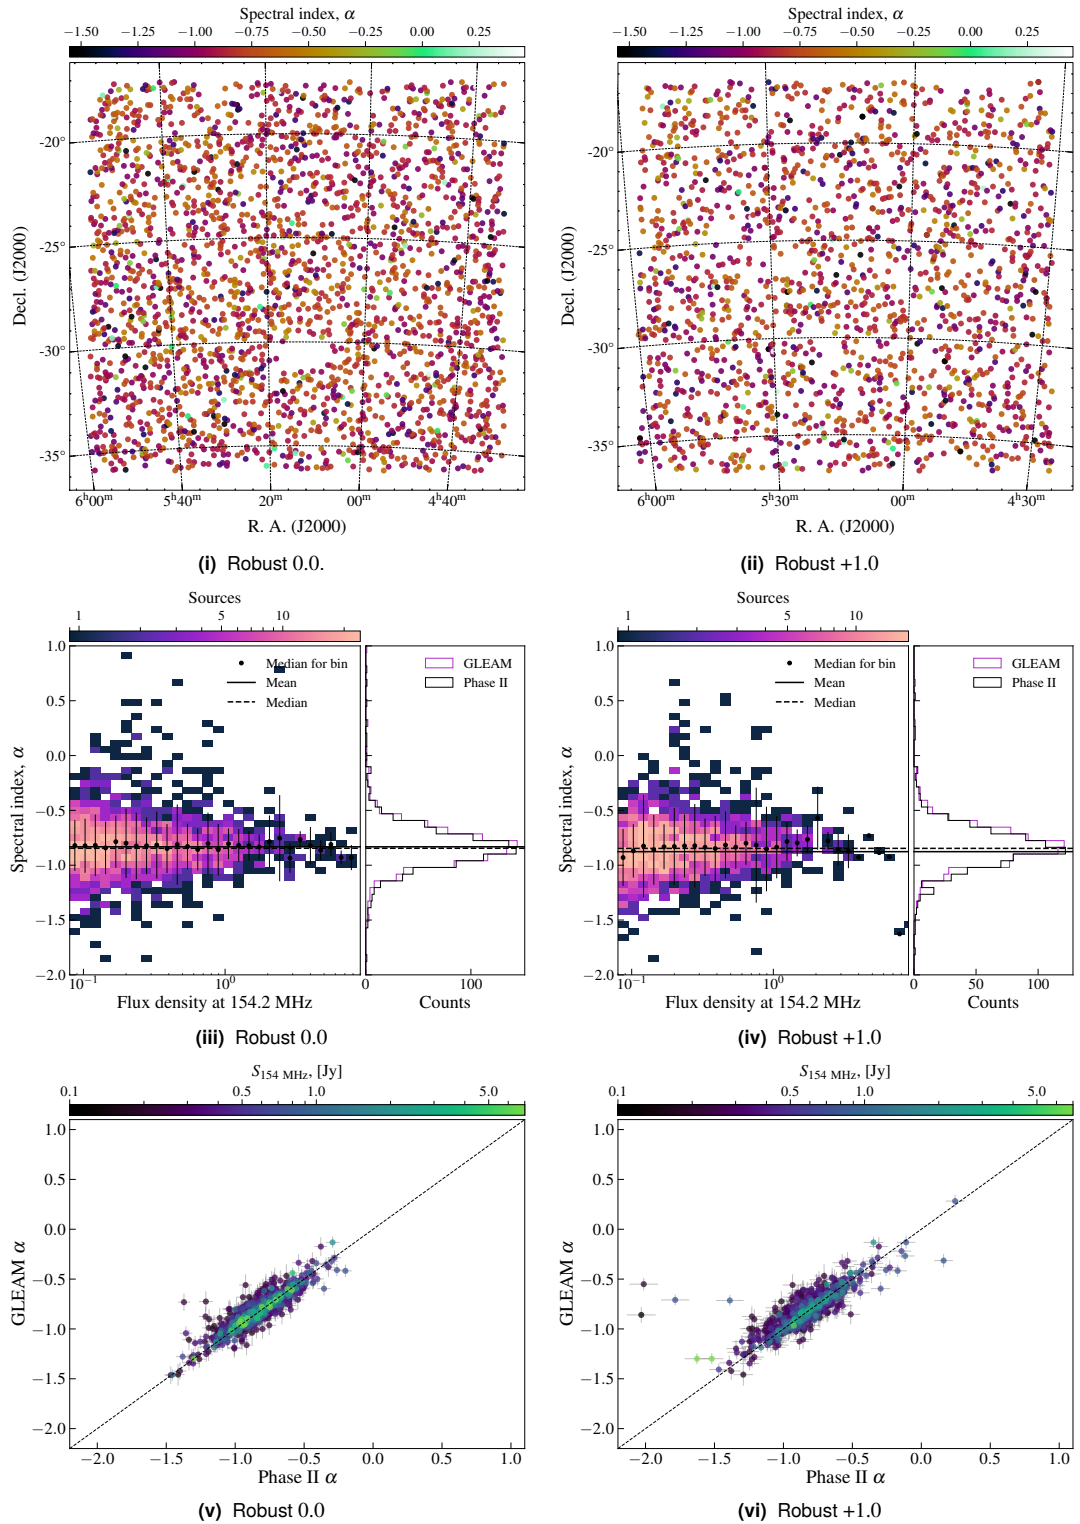 Spectral index, α
−1.50 −1.25 −1.00 −0.75 −0.50 −0.25 0.00 0.25
-20°
-25°
-30°
-35°
Decl. (J2000)
6ʰ00ᵐ 5ʰ40ᵐ 20ᵐ 00ᵐ 4ʰ40ᵐ
R. A. (J2000)
(i) Robust 0.0.
Spectral index, α
−1.50 −1.25 −1.00 −0.75 −0.50 −0.25 0.00 0.25
-20°
-25°
-30°
-35°
Decl. (J2000)
6ʰ00ᵐ 5ʰ30ᵐ 00ᵐ 4ʰ30ᵐ
R. A. (J2000)
(ii) Robust +1.0
Sources
1 5 10
1.0
0.5
0.0
−0.5
−1.0
−1.5
−2.0
Spectral index, α
Median for bin
Mean
Median
GLEAM
Phase II
10⁻¹ 10⁰ 0 100
Flux density at 154.2 MHz Counts
(iii) Robust 0.0
Sources
1 5 10
1.0
0.5
0.0
−0.5
−1.0
−1.5
−2.0
Spectral index, α
Median for bin
Mean
Median
GLEAM
Phase II
10⁻¹ 10⁰ 0 50 100
Flux density at 154.2 MHz Counts
(iv) Robust +1.0
S₁₅₄ MHz, [Jy]
0.1 0.5 1.0 5.0
1.0
0.5
0.0
−0.5
−1.0
−1.5
−2.0
GLEAM α
−2.0 −1.5 −1.0 −0.5 0.0 0.5 1.0
Phase II α
(v) Robust 0.0
S₁₅₄ MHz, [Jy]
0.1 0.5 1.0 5.0
1.0
0.5
0.0
−0.5
−1.0
−1.5
−2.0
GLEAM α
−2.0 −1.5 −1.0 −0.5 0.0 0.5 1.0
Phase II α
(vi) Robust +1.0